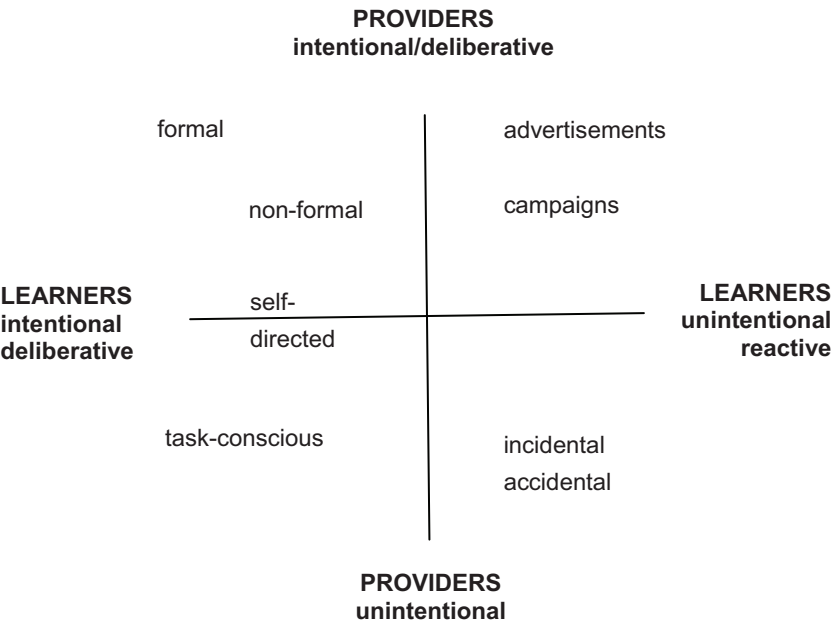 PROVIDERS
intentional/deliberative
formal
advertisements
non-formal
campaigns
LEARNERS
intentional
deliberative
self-
directed
LEARNERS
unintentional
reactive
task-conscious
incidental
accidental
PROVIDERS
unintentional